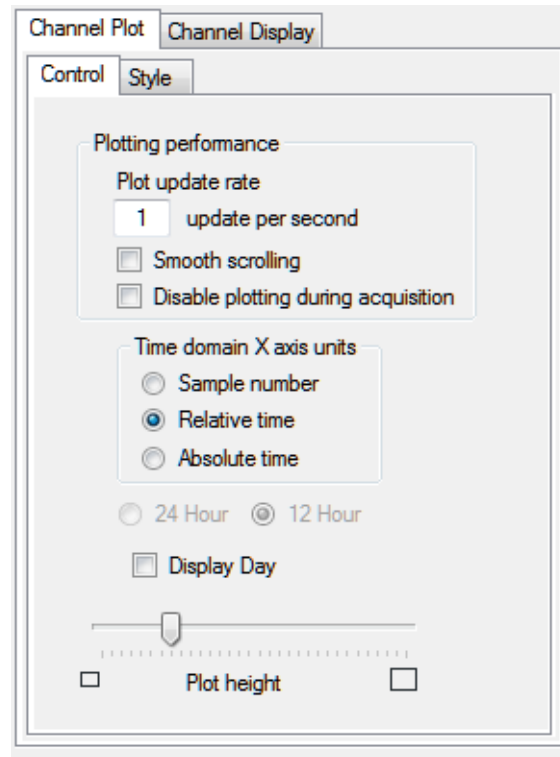 Channel Plot Channel Display
Control Style
Plotting performance
Plot update rate
1 update per second
Smooth scrolling
Disable plotting during acquisition
Time domain X axis units
Sample number
Relative time
Absolute time
24 Hour 12 Hour
Display Day
Plot height